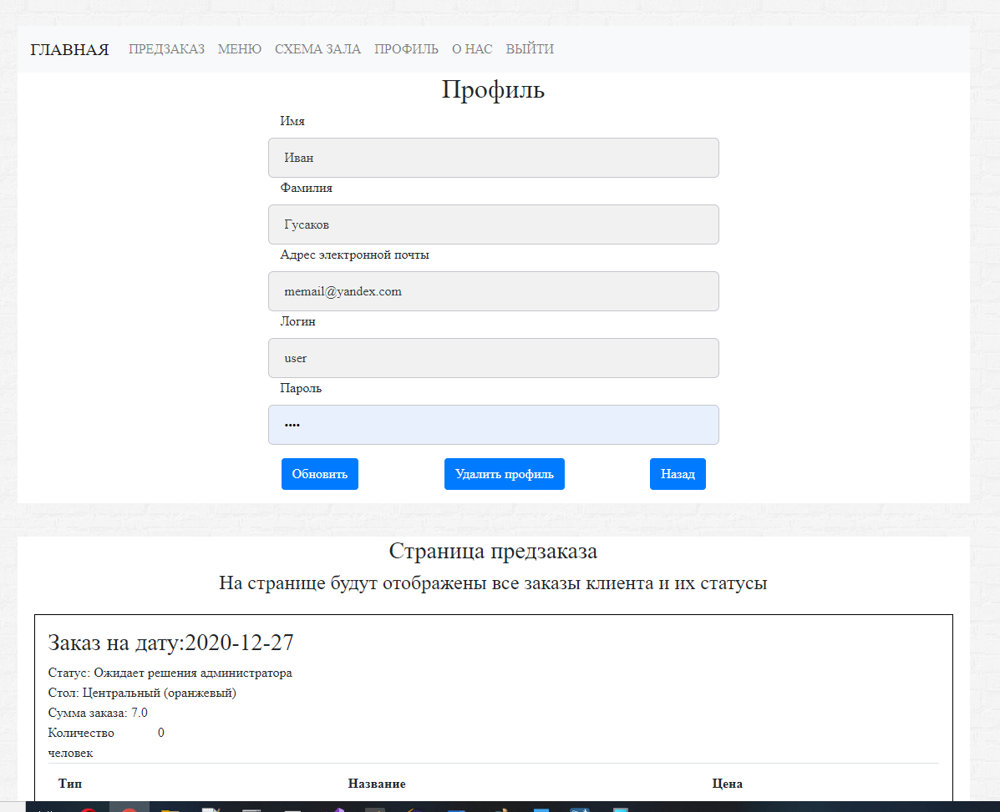 ГЛАВНАЯ ПРЕДЗАКАЗ МЕНЮ СХЕМА ЗАЛА ПРОФИЛЬ О НАС ВЫЙТИ
Профиль
Имя
Иван
Фамилия
Гусаков
Адрес электронной почты
memail@yandex.com
Логин
user
Пароль
••••
Обновить Удалить профиль Назад
Страница предзаказа
На странице будут отображены все заказы клиента и их статусы
Заказ на дату:2020-12-27
Статус: Ожидает решения администратора
Стол: Центральный (оранжевый)
Сумма заказа: 7.0
Количество 0
человек
Тип Название Цена